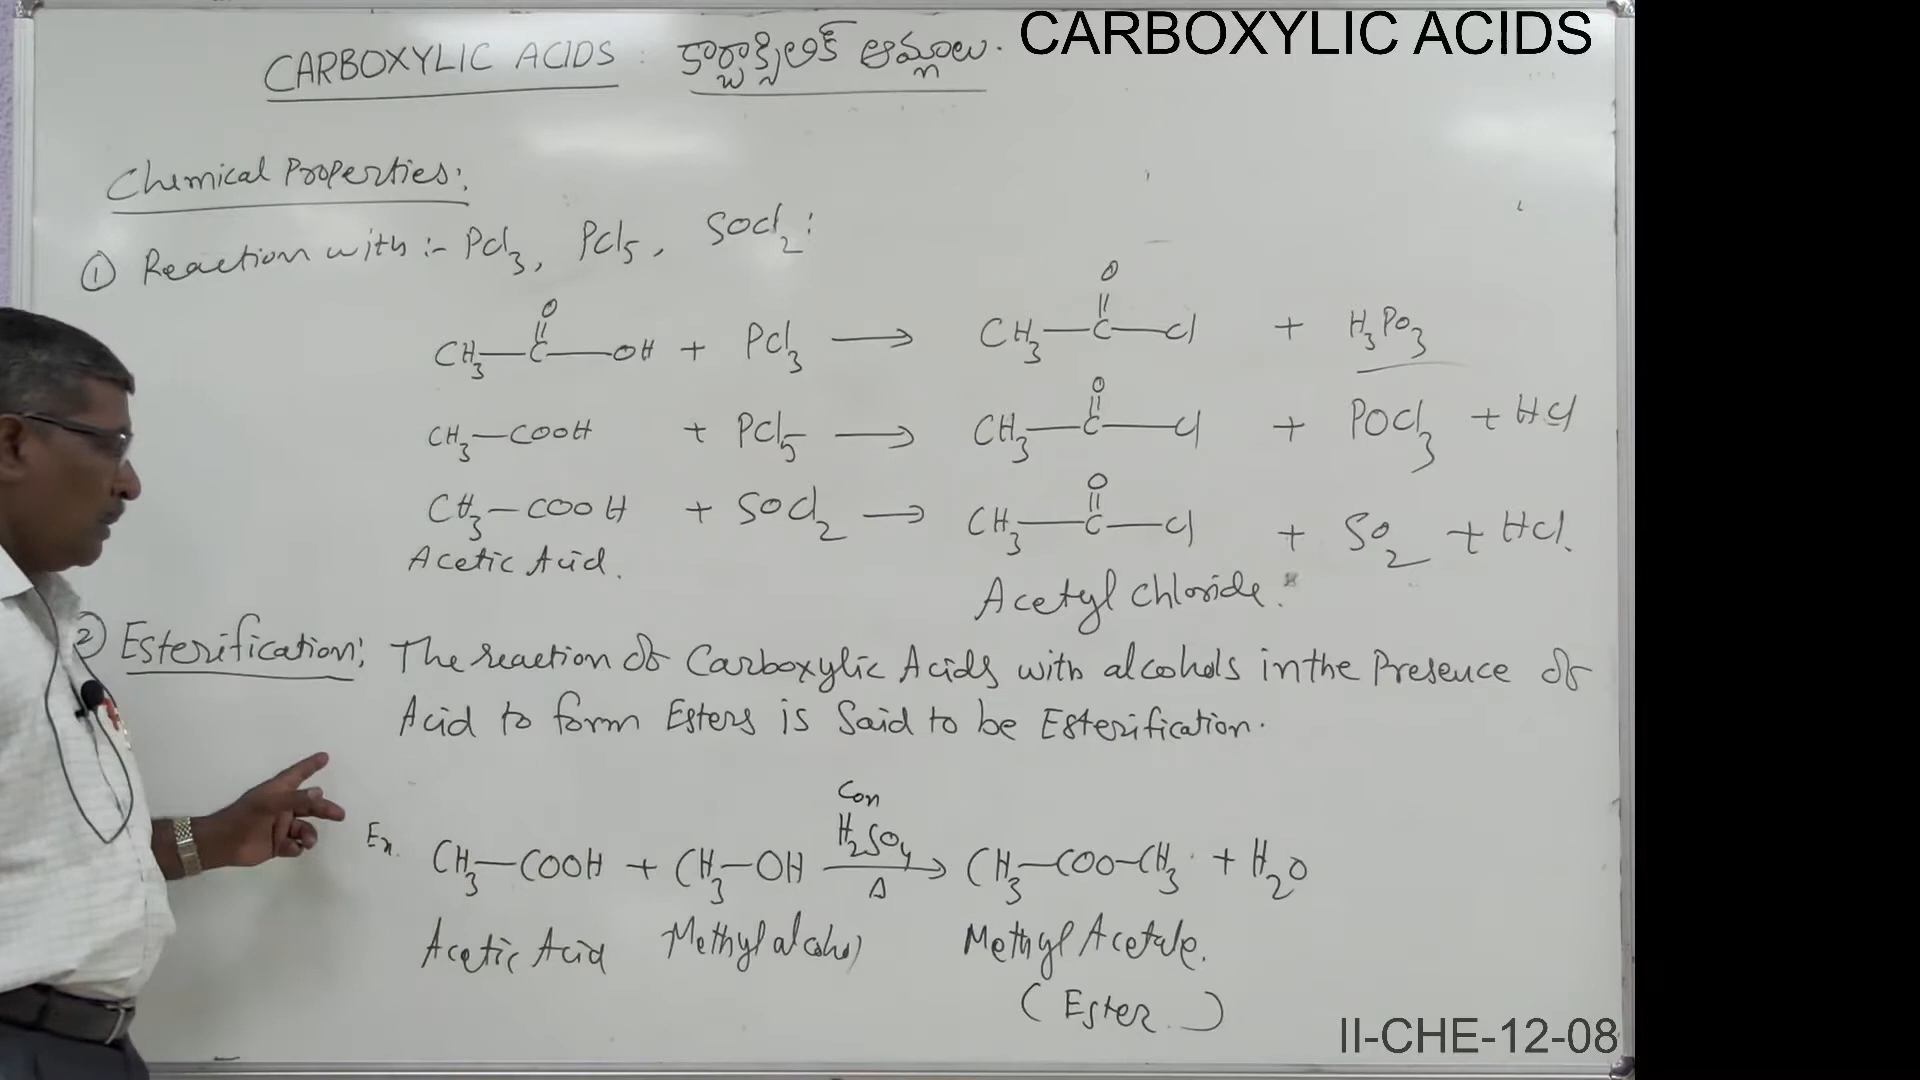 CARBOXYLIC ACIDS
CARBOXYLIC ACIDS : కార్బాక్సిలిక్ ఆమ్లాలు.
Chemical Properties:
① Reaction with :- PCl3, PCl5, SOCl2:
O
O
CH3—C—OH + PCl3 → CH3—C—Cl + H3PO3
O
CH3—COOH + PCl5 → CH3—C—Cl + POCl3 + HCl
O
CH3—COOH + SOCl2 → CH3—C—Cl + SO2 + HCl.
Acetic Acid.
Acetyl chloride.
② Esterification: The reaction of Carboxylic Acids with alcohols in the Presence of
Acid to form Esters is Said to be Esterification.
Con
H2SO4
Ex. CH3—COOH + CH3—OH → CH3—COO—CH3 + H2O
Δ
Acetic Acid Methyl alcohol Methyl Acetate.
(Ester.)
II-CHE-12-08